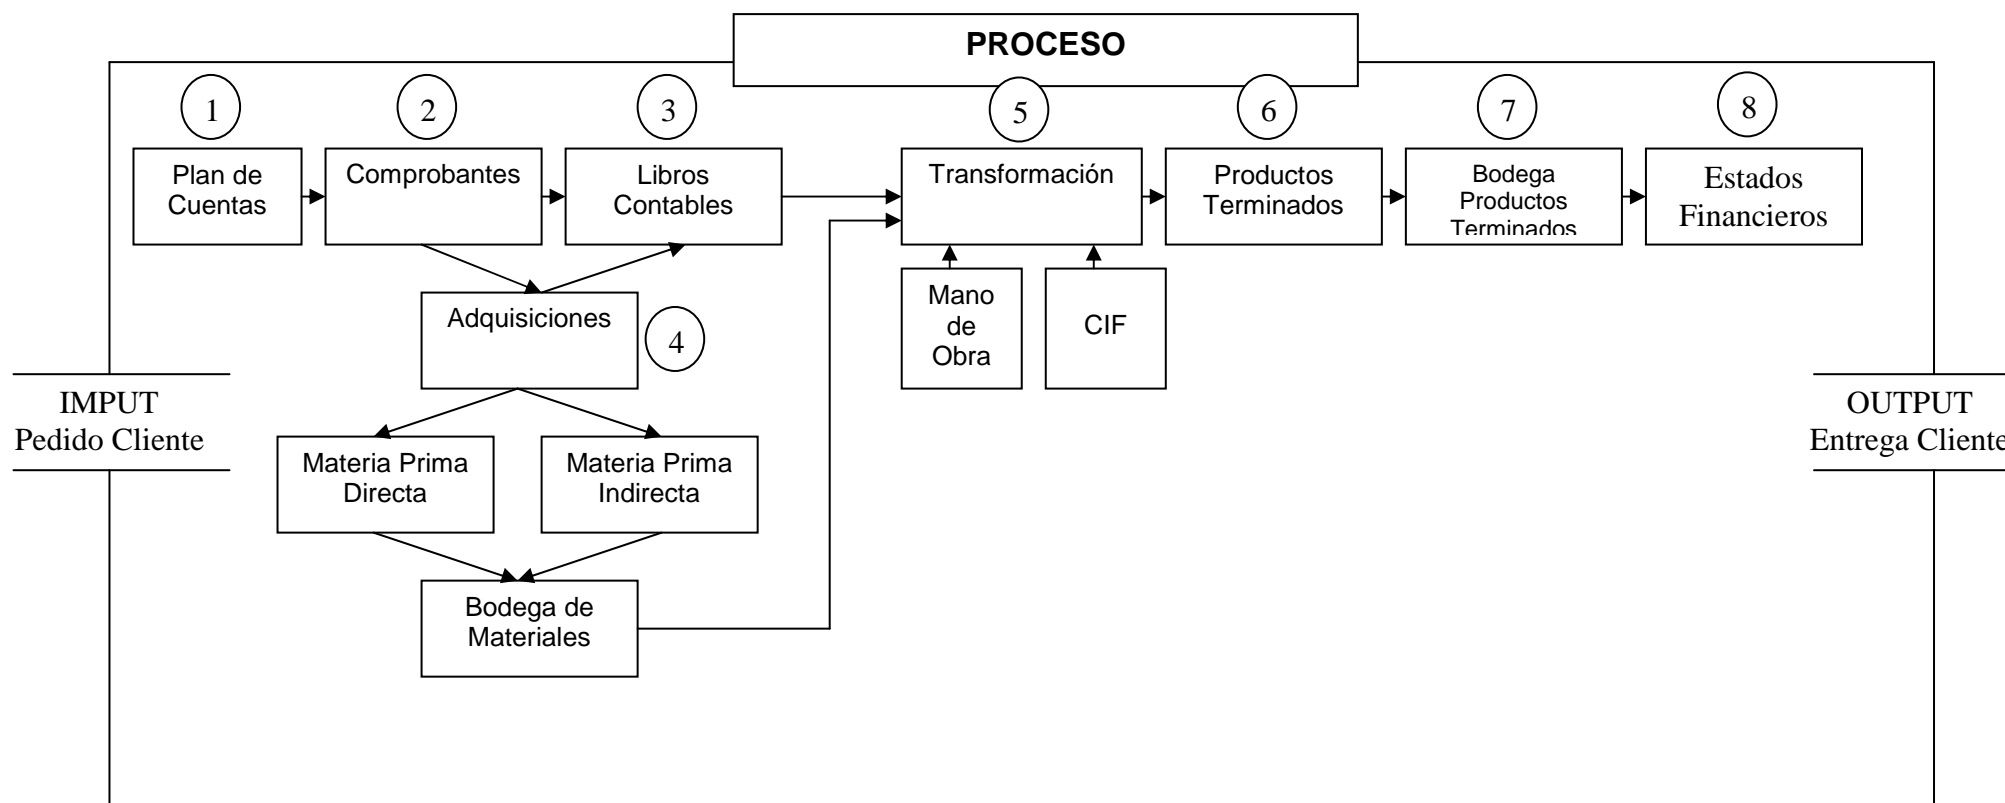 PROCESO
1
2
3
5
6
7
8
Plan de
Cuentas
Comprobantes
Libros
Contables
Transformación
Productos
Terminados
Bodega
Productos
Terminados
Estados
Financieros
Adquisiciones
4
Mano
de
Obra
CIF
IMPUT
Pedido Cliente
OUTPUT
Entrega Cliente
Materia Prima
Directa
Materia Prima
Indirecta
Bodega de
Materiales